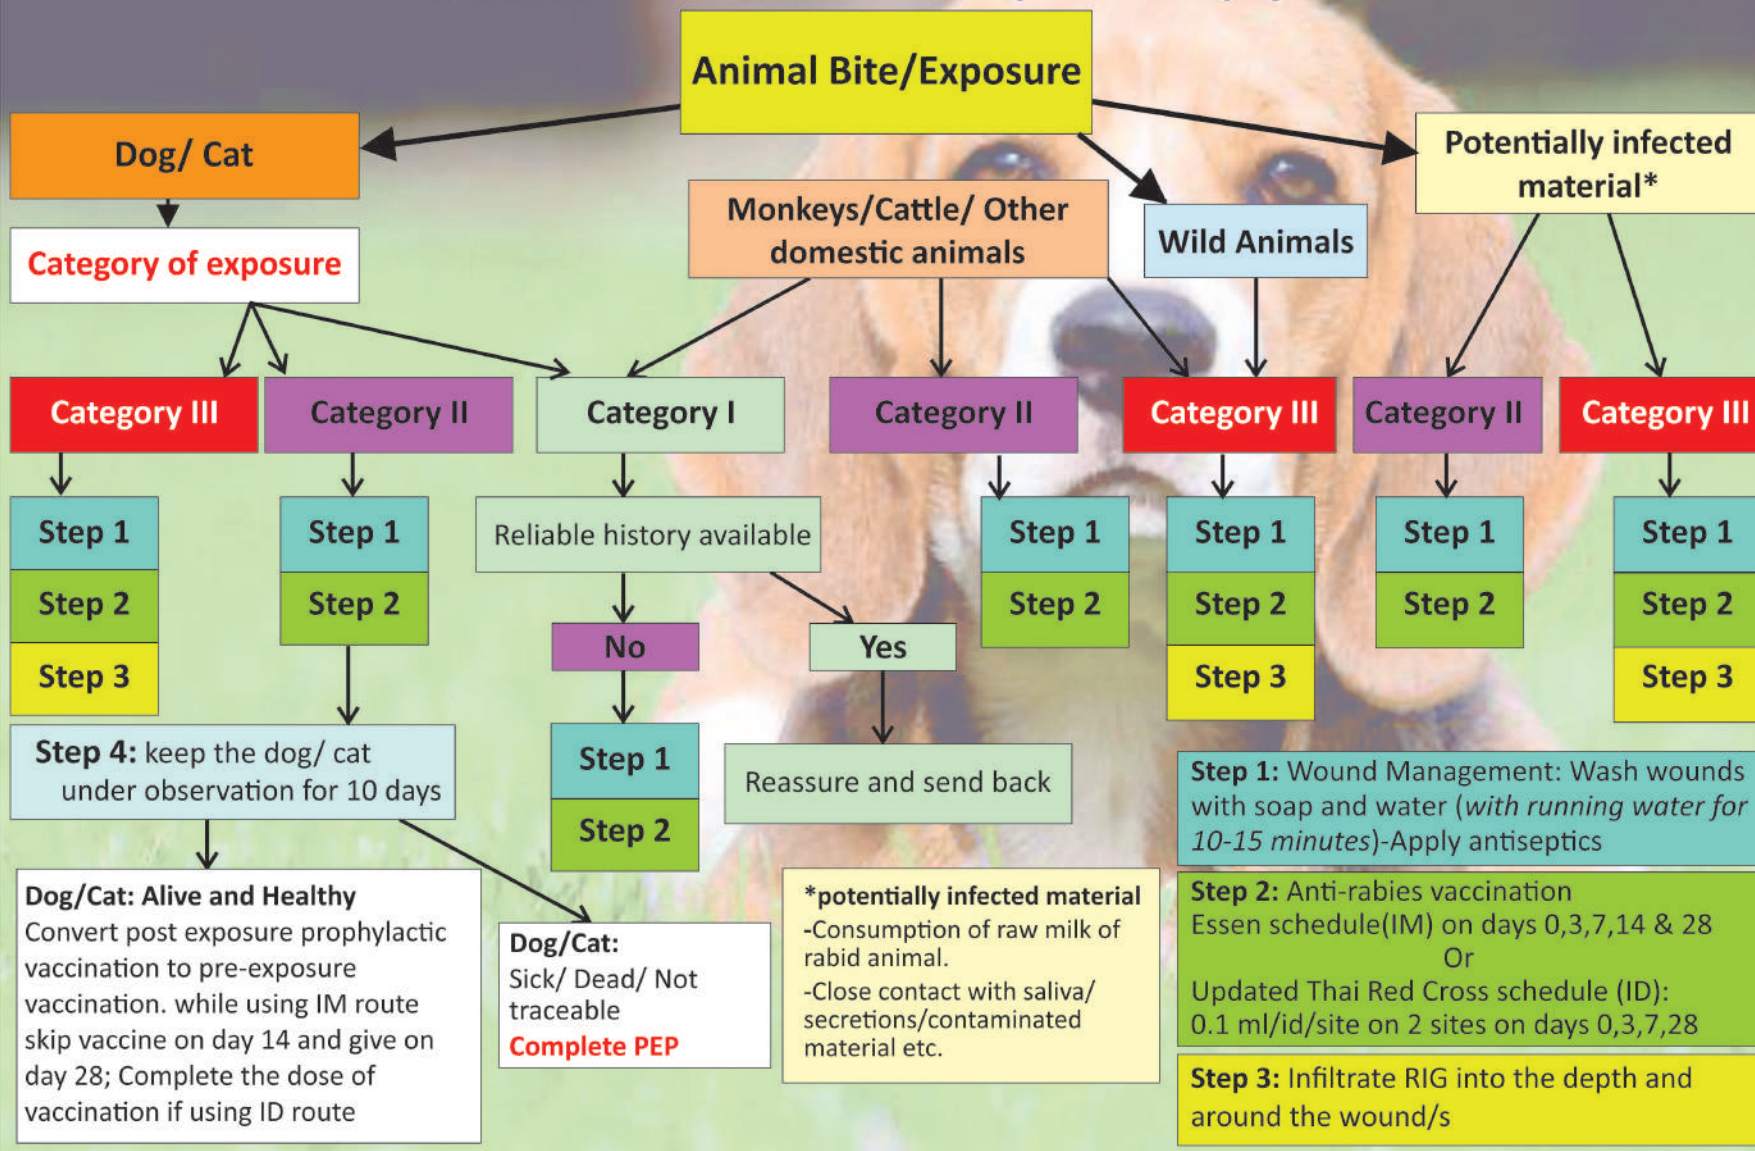 Animal Bite/Exposure
Dog/ Cat
Potentially infected
material*
Monkeys/Cattle/ Other
domestic animals
Wild Animals
Category of exposure
Category III
Category II
Category I
Category II
Category III
Category II
Category III
Step 1
Step 2
Step 3
Step 1
Step 2
Reliable history available
No
Yes
Step 1
Step 2
Reassure and send back
Step 1
Step 2
Step 1
Step 2
Step 3
Step 1
Step 2
Step 1
Step 2
Step 3
Step 4: keep the dog/ cat
under observation for 10 days
Dog/Cat: Alive and Healthy
Convert post exposure prophylactic
vaccination to pre-exposure
vaccination. while using IM route
skip vaccine on day 14 and give on
day 28; Complete the dose of
vaccination if using ID route
Dog/Cat:
Sick/ Dead/ Not
traceable
Complete PEP
*potentially infected material
-Consumption of raw milk of
rabid animal.
-Close contact with saliva/
secretions/contaminated
material etc.
Step 1: Wound Management: Wash wounds
with soap and water (with running water for
10-15 minutes)-Apply antiseptics
Step 2: Anti-rabies vaccination
Essen schedule(IM) on days 0,3,7,14 & 28
Or
Updated Thai Red Cross schedule (ID):
0.1 ml/id/site on 2 sites on days 0,3,7,28
Step 3: Infiltrate RIG into the depth and
around the wound/s